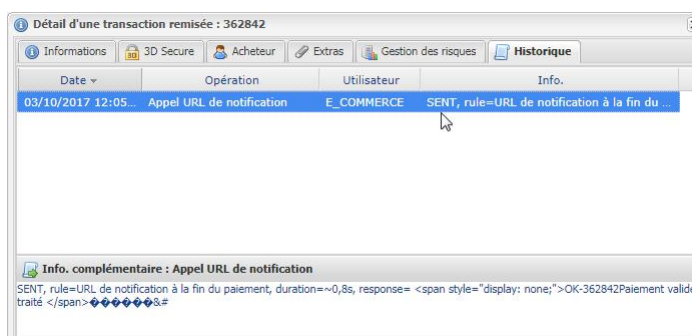 Détail d'une transaction remisée : 362842
Informations 3D Secure Acheteur Extras Gestion des risques Historique
Date Opération Utilisateur Info.
03/10/2017 12:05... Appel URL de notification E_COMMERCE SENT, rule=URL de notification à la fin du ...
Info. complémentaire : Appel URL de notification
SENT, rule=URL de notification à la fin du paiement, duration=~0,8s, response= <span style="display: none;">OK-362842Paiement valide
traité </span>������&#